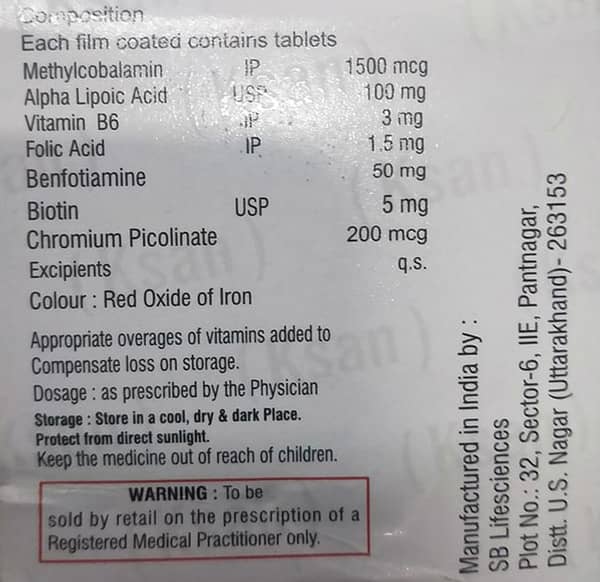 Composition
Each film coated contains tablets
Methylcobalamin IP 1500 mcg
Alpha Lipoic Acid USP 100 mg
Vitamin B6 IP 3 mg
Folic Acid IP 1.5 mg
Benfotiamine 50 mg
Biotin USP 5 mg
Chromium Picolinate 200 mcg
Excipients q.s.
Colour : Red Oxide of Iron
Appropriate overages of vitamins added to
Compensate loss on storage.
Dosage : as prescribed by the Physician
Storage : Store in a cool, dry & dark Place.
Protect from direct sunlight.
Keep the medicine out of reach of children.
WARNING : To be
sold by retail on the prescription of a
Registered Medical Practitioner only.
Manufactured in India by :
SB Lifesciences
Plot No.: 32, Sector-6, IIE, Pantnagar,
Distt. U.S. Nagar (Uttarakhand)- 263153